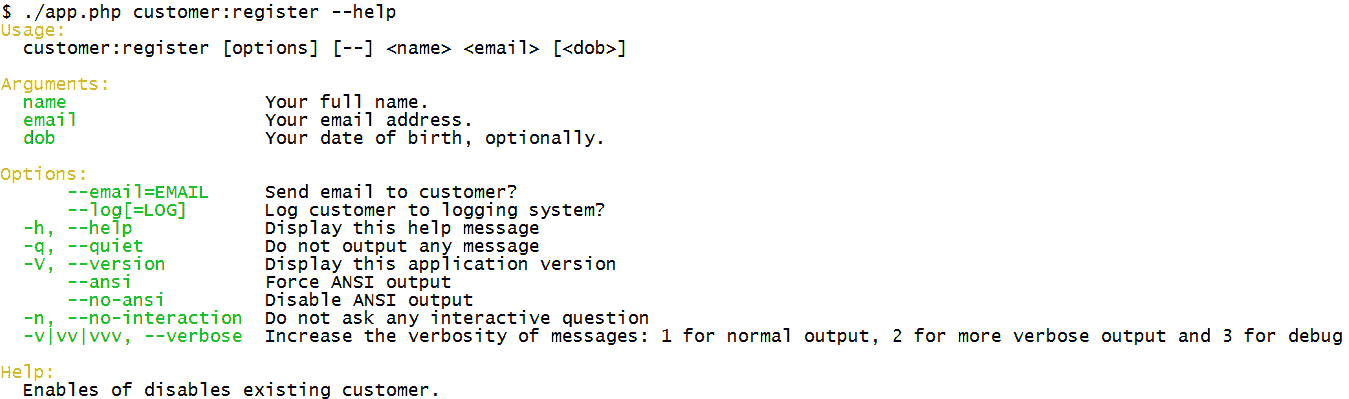 $ ./app.php customer:register --help
Usage:
  customer:register [options] [--] <name> <email> [<dob>]

Arguments:
  name                  Your full name.
  email                 Your email address.
  dob                   Your date of birth, optionally.

Options:
      --email=EMAIL     Send email to customer?
      --log[=LOG]       Log customer to logging system?
  -h, --help            Display this help message
  -q, --quiet           Do not output any message
  -V, --version         Display this application version
      --ansi            Force ANSI output
      --no-ansi         Disable ANSI output
  -n, --no-interaction  Do not ask any interactive question
  -v|vv|vvv, --verbose  Increase the verbosity of messages: 1 for normal output, 2 for more verbose output and 3 for debug

Help:
  Enables of disables existing customer.